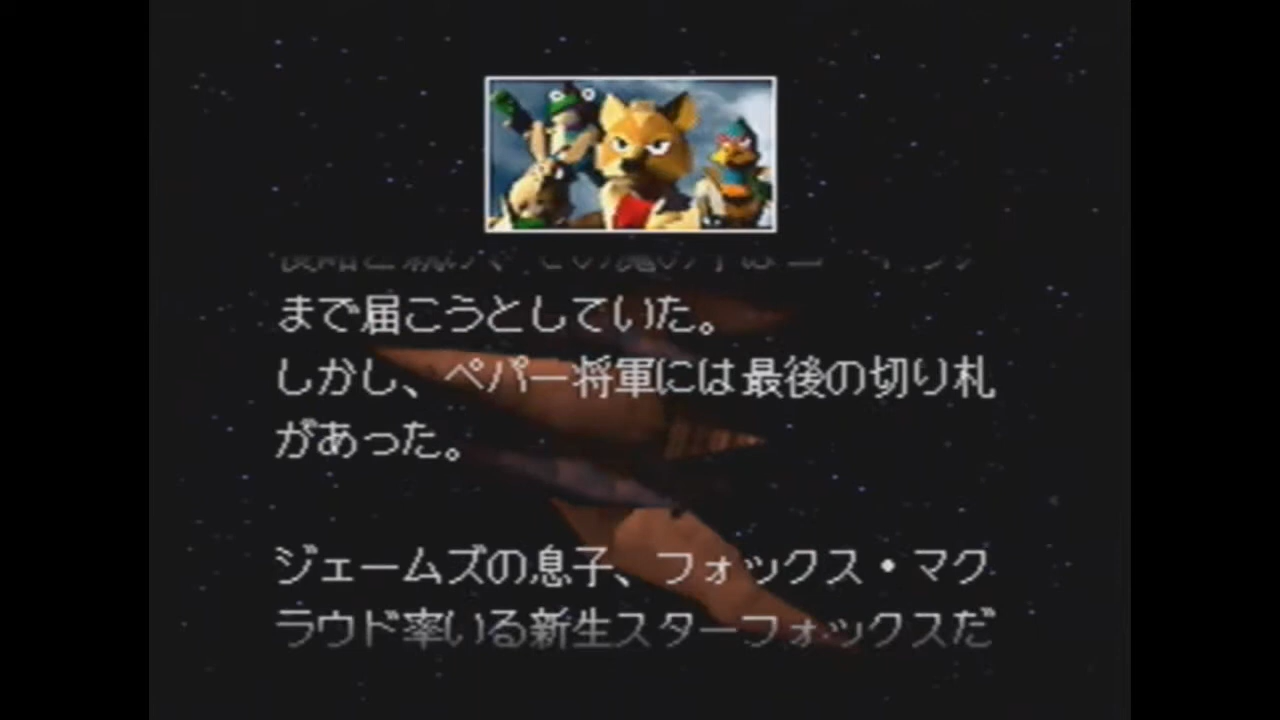 まで届こうとしていた。
しかし、ペパー将軍には最後の切り札
があった。
ジェームズの息子、フォックス・マク
ラウド率いる新生スターフォックスだ